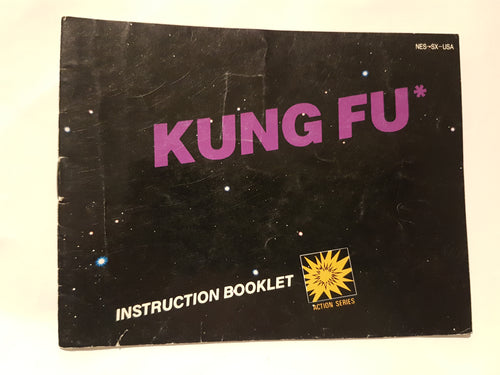 NES-SX-USA
KUNG FU*
INSTRUCTION BOOKLET
ACTION SERIES